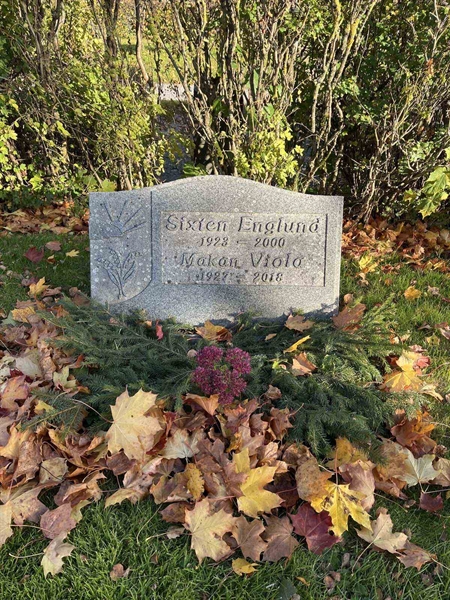 Sixten Englund
1923 - 2000
Makan Viola
1927 - 2018